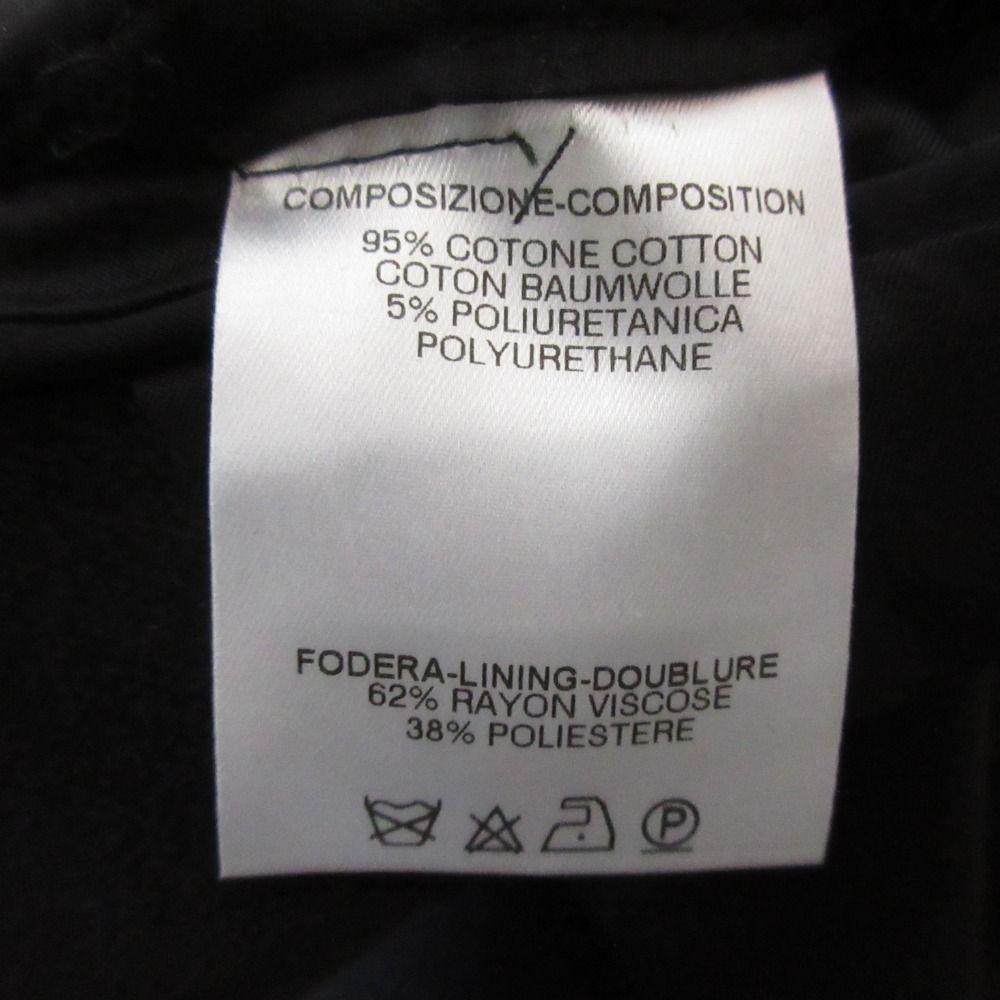 COMPOSIZIONE-COMPOSITION
95% COTONE COTTON
COTON BAUMWOLLE
5% POLIURETANICA
POLYURETHANE
FODERA-LINING-DOUBLURE
62% RAYON VISCOSE
38% POLIESTERE
P